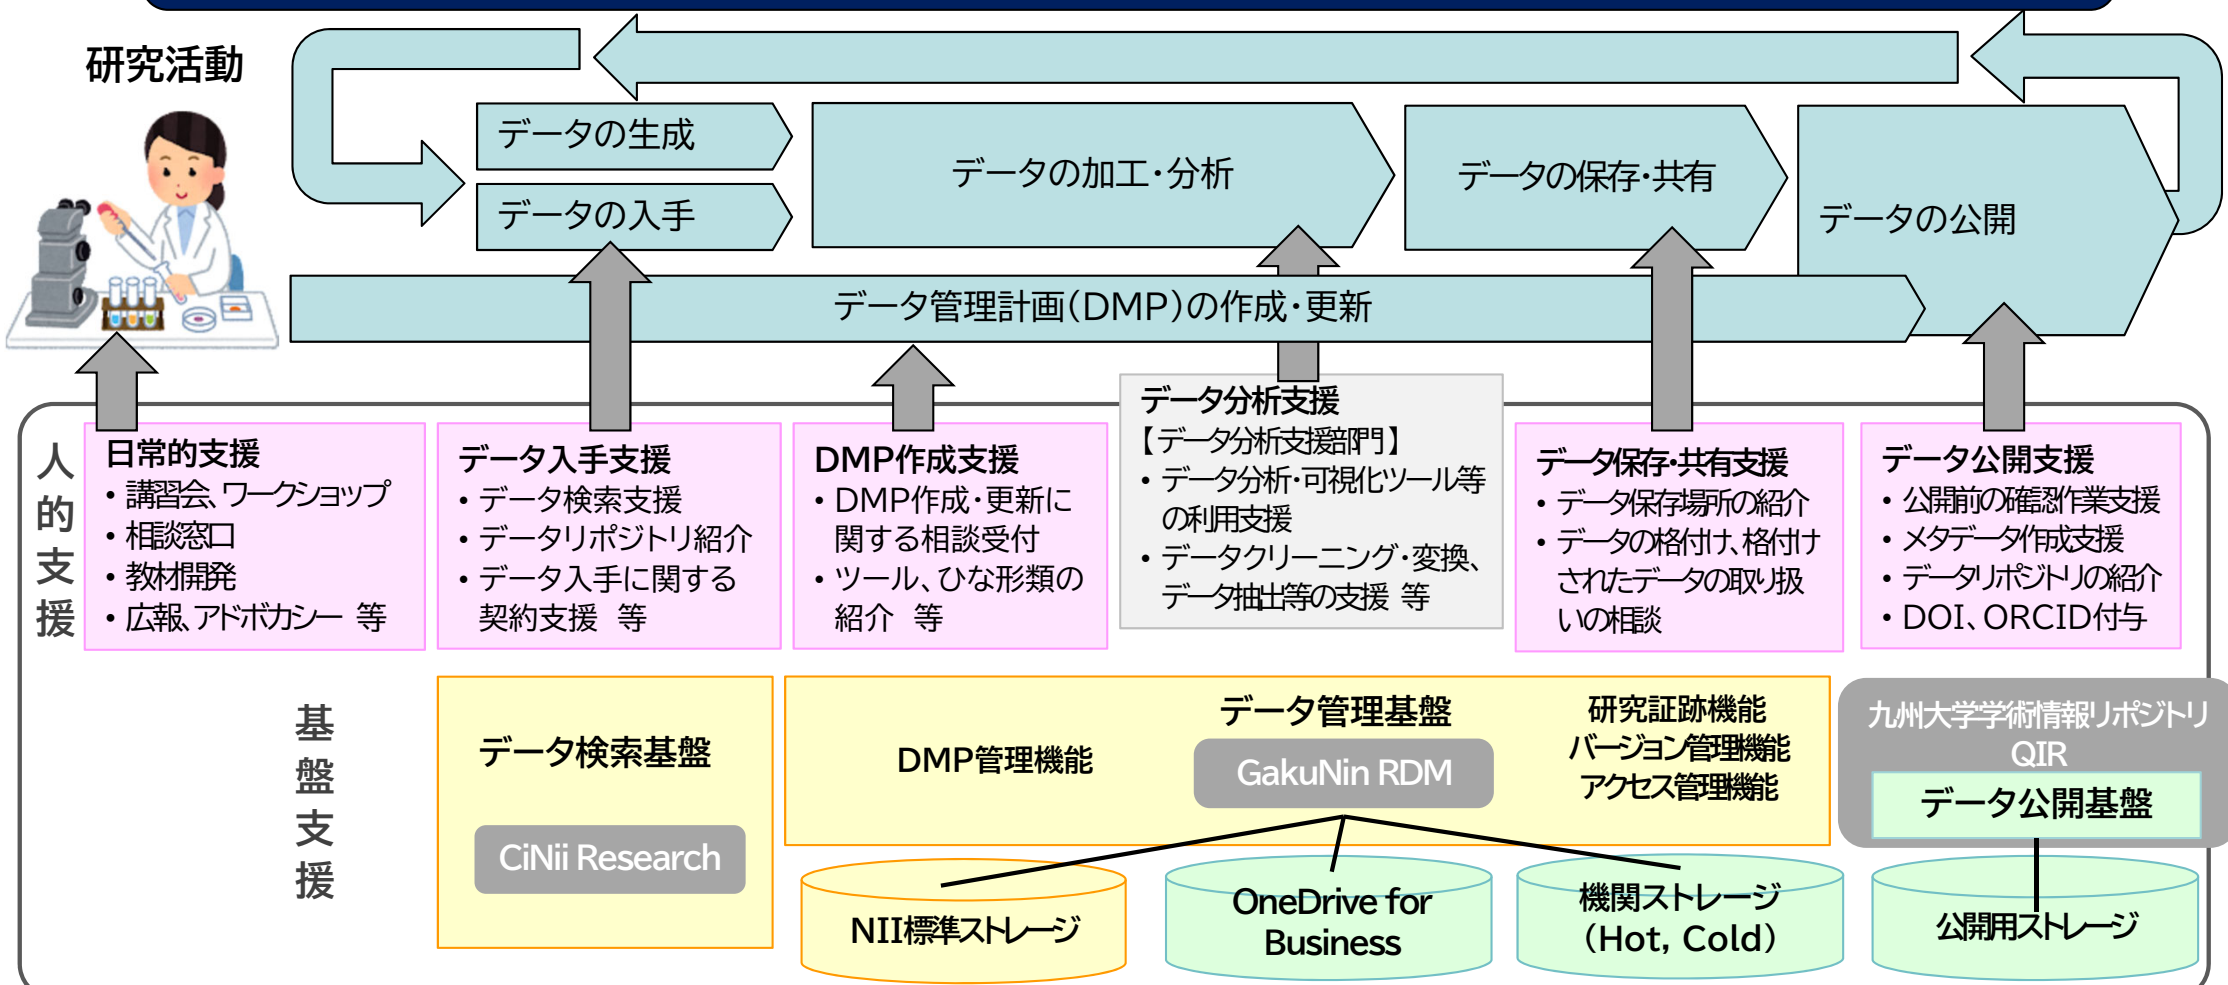 研究活動
データの生成
データの入手
データの加工・分析
データの保存・共有
データの公開
データ管理計画(DMP)の作成・更新
人的支援
日常的支援
• 講習会、ワークショップ
• 相談窓口
• 教材開発
• 広報、アドボカシー 等
データ入手支援
• データ検索支援
• データリポジトリ紹介
• データ入手に関する
契約支援 等
DMP作成支援
• DMP作成・更新に
関する相談受付
• ツール、ひな形類の
紹介 等
データ分析支援
【データ分析支援部門】
• データ分析・可視化ツール等
の利用支援
• データクリーニング・変換、
データ抽出等の支援 等
データ保存・共有支援
• データ保存場所の紹介
• データの格付け、格付け
されたデータの取り扱
いの相談
データ公開支援
• 公開前の確認作業支援
• メタデータ作成支援
• データリポジトリの紹介
• DOI、ORCID付与
基盤支援
データ検索基盤
CiNii Research
DMP管理機能
データ管理基盤
GakuNin RDM
研究証跡機能
バージョン管理機能
アクセス管理機能
九州大学学術情報リポジトリ
QIR
データ公開基盤
NII標準ストレージ
OneDrive for
Business
機関ストレージ
(Hot, Cold)
公開用ストレージ